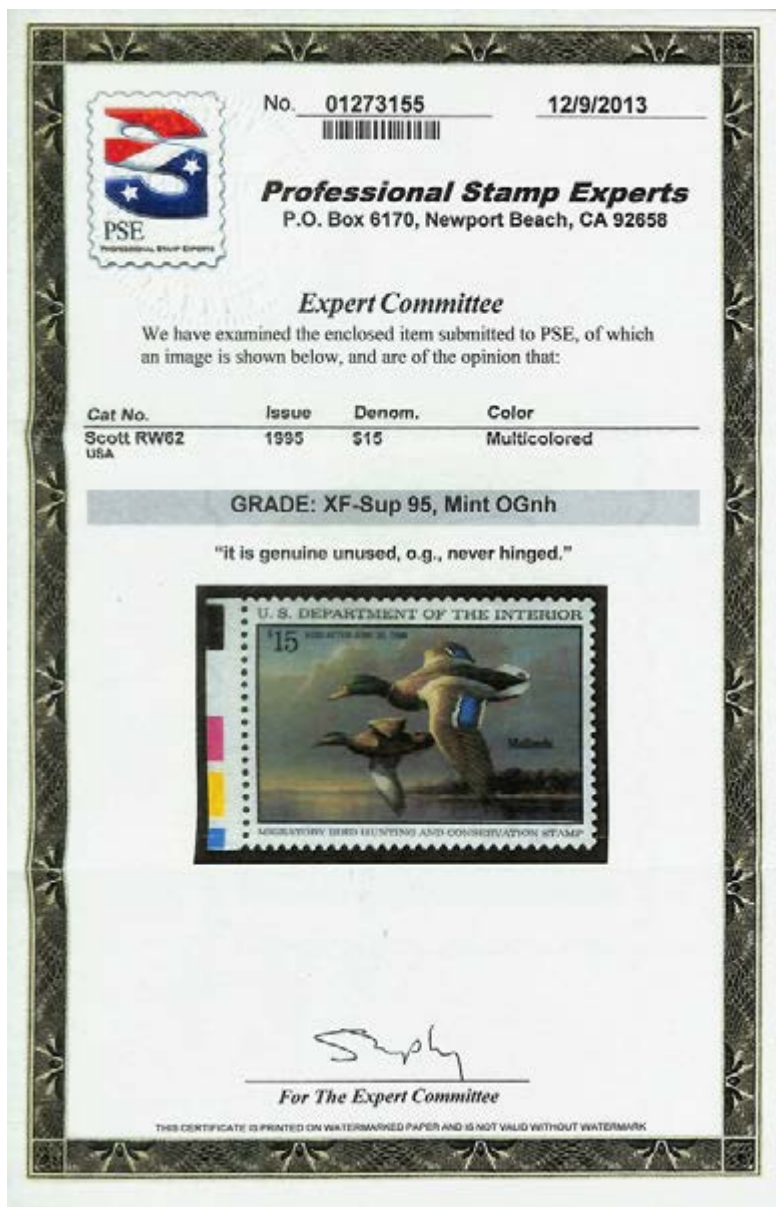 No. 01273155 12/9/2013
PSE
PROFESSIONAL STAMP EXPERTS
Professional Stamp Experts
P.O. Box 6170, Newport Beach, CA 92658
Expert Committee
We have examined the enclosed item submitted to PSE, of which
an image is shown below, and are of the opinion that:
Cat No. Issue Denom. Color
Scott RW62 1995 $15 Multicolored
USA
GRADE: XF-Sup 95, Mint OGnh
"it is genuine unused, o.g., never hinged."
U. S. DEPARTMENT OF THE INTERIOR
$15
Mallards
MIGRATORY BIRD HUNTING AND CONSERVATION STAMP
For The Expert Committee
THIS CERTIFICATE IS PRINTED ON WATERMARKED PAPER AND IS NOT VALID WITHOUT WATERMARK